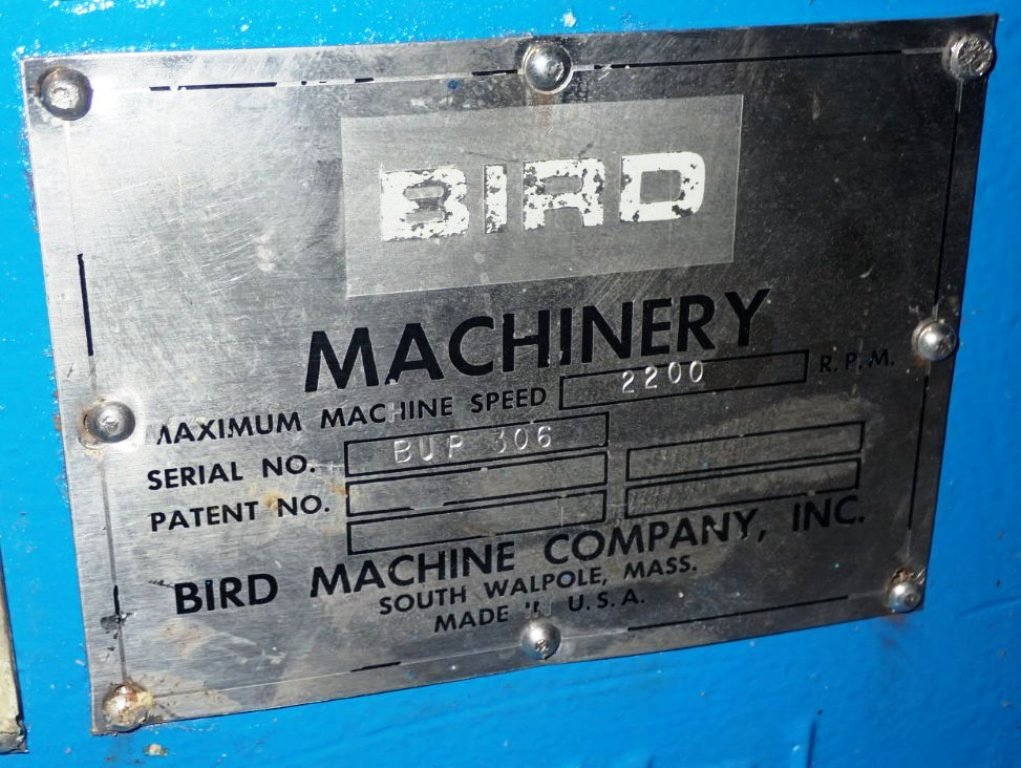 BIRD
MACHINERY
MAXIMUM MACHINE SPEED 2200 R.P.M.
SERIAL NO. BUP 306
PATENT NO.
BIRD MACHINE COMPANY, INC.
SOUTH WALPOLE, MASS.
MADE IN U.S.A.